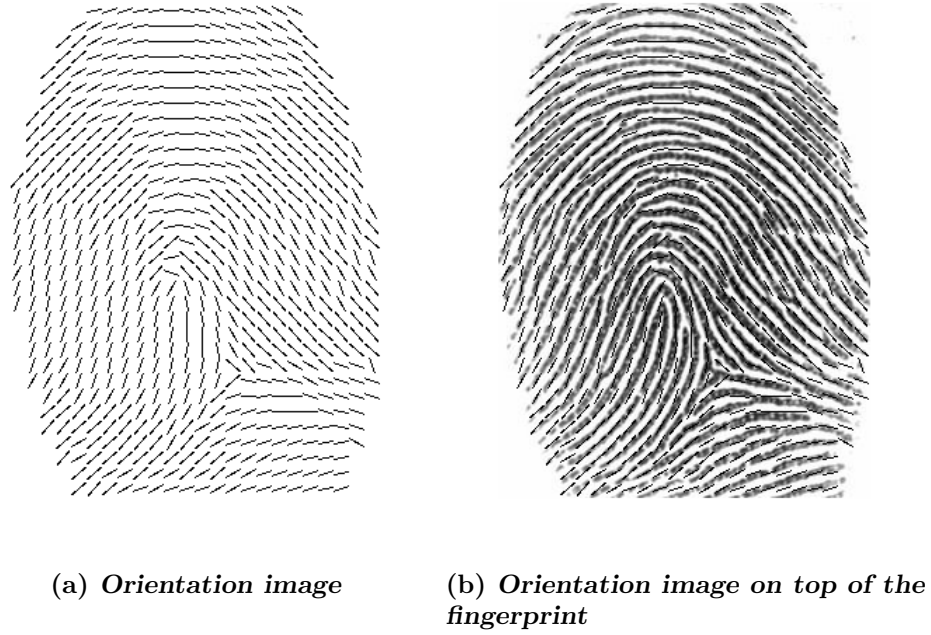 (a) Orientation image
(b) Orientation image on top of the
fingerprint